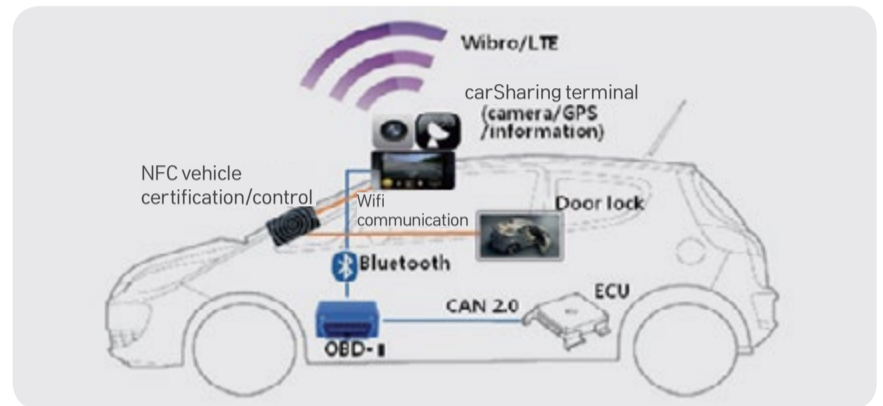 Wibro/LTE
carSharing terminal
(camera/GPS
/information)
NFC vehicle
certification/control
Wifi
communication
Door lock
Bluetooth
CAN 2.0
ECU
OBD-II